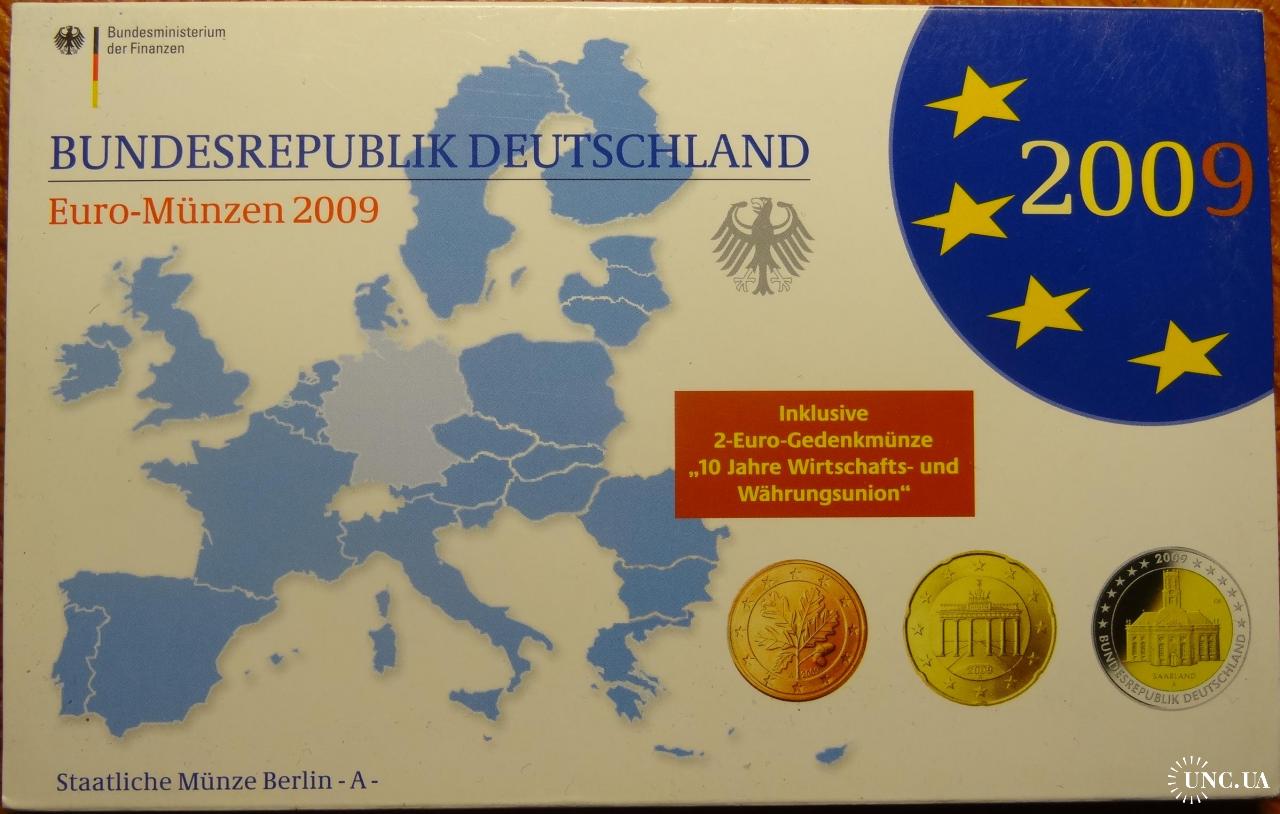 Bundesministerium
der Finanzen
BUNDESREPUBLIK DEUTSCHLAND
Euro-Münzen 2009
2009
Inklusive
2-Euro-Gedenkmünze
„10 Jahre Wirtschafts- und
Währungsunion“
2009
2009
SAARLAND
A
BUNDESREPUBLIK DEUTSCHLAND
Staatliche Münze Berlin - A -
UNC.UA